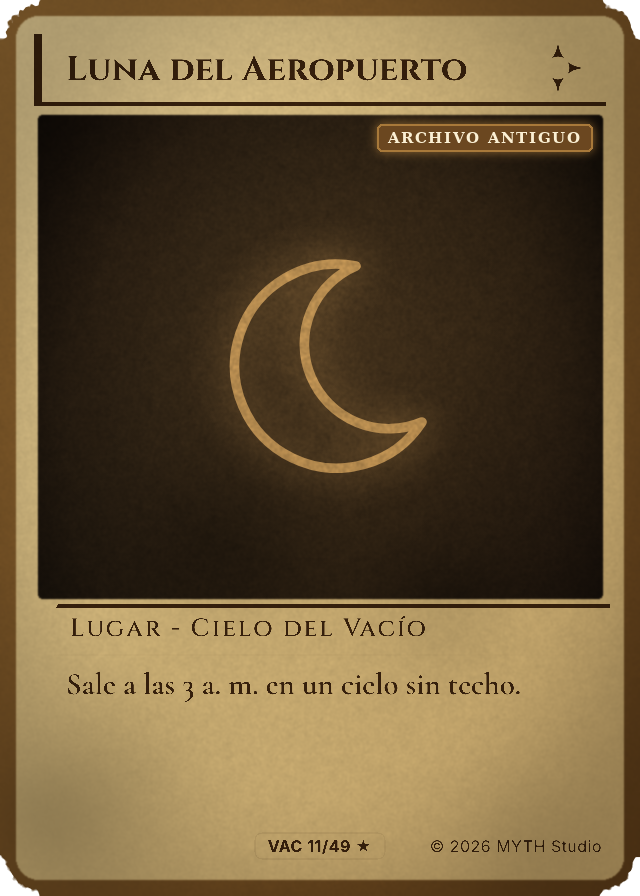 Luna del Aeropuerto
ARCHIVO ANTIGUO
Lugar - Cielo del Vacío
Sale a las 3 a. m. en un cielo sin techo.
VAC 11/49 ★
© 2026 MYTH Studio